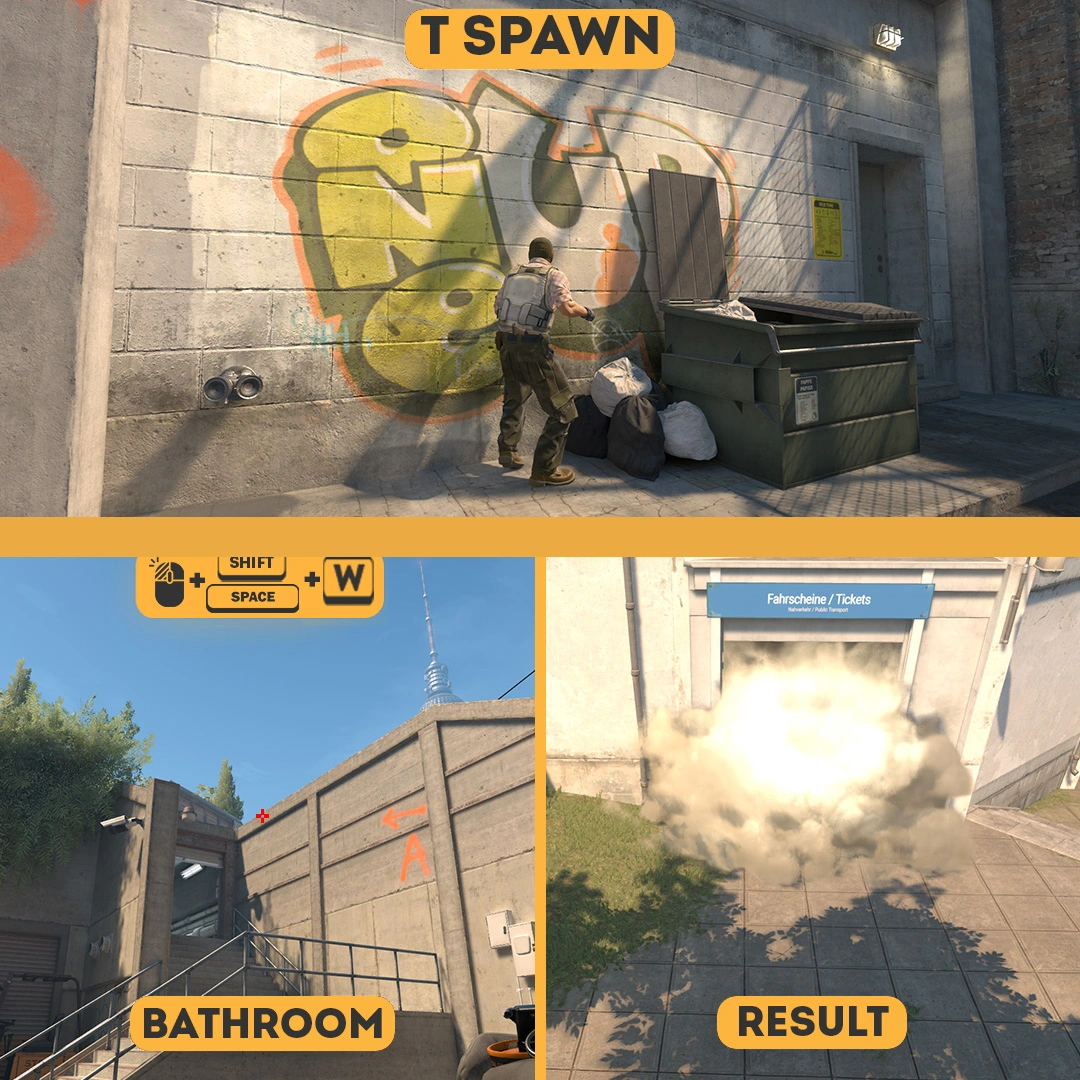 T SPAWN
SHIFT
+
SPACE
+ W
A
BATHROOM
Fahrscheine / Tickets
Nahverkehr / Public Transport
RESULT